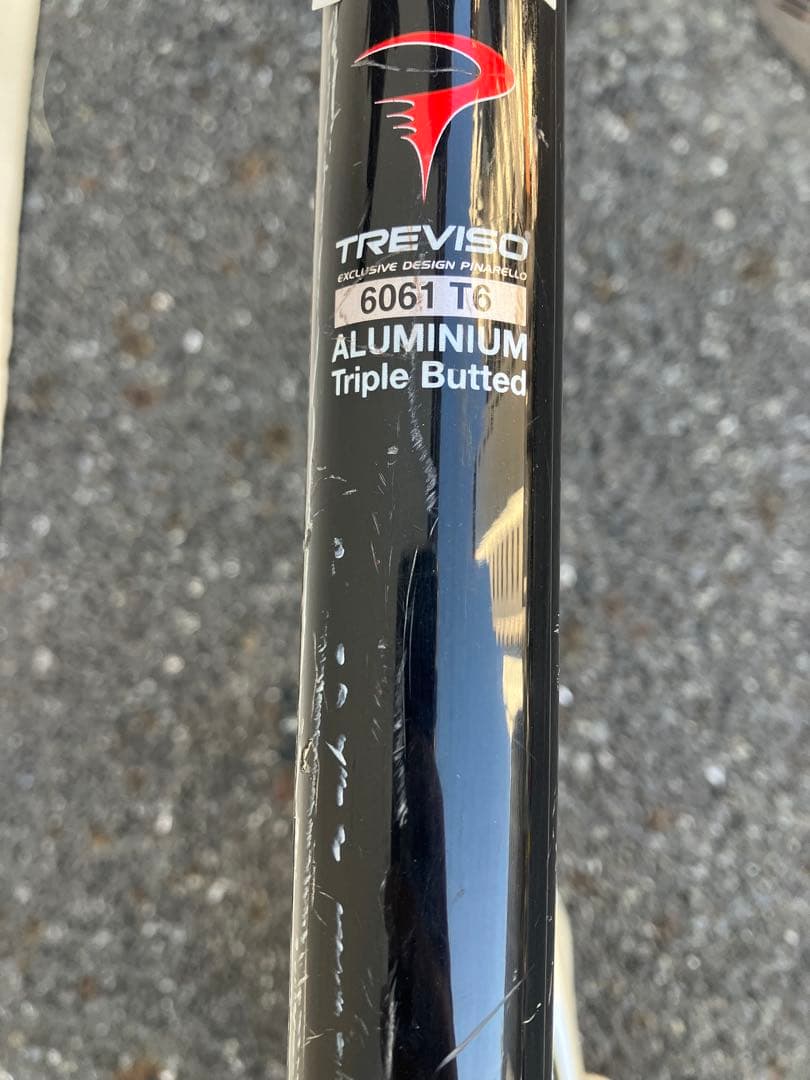 TREVISO
EXCLUSIVE DESIGN PINARELLO
6061 T6
ALUMINIUM
Triple Butted